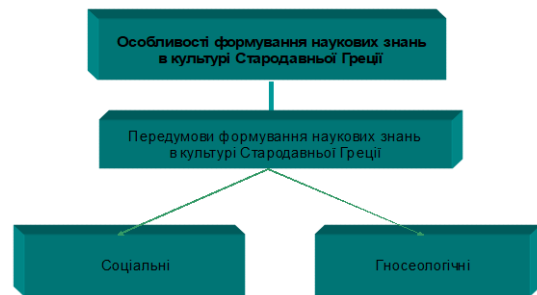 Особливості формування наукових знань
в культурі Стародавньої Греції
Передумови формування наукових знань
в культурі Стародавньої Греції
Соціальні
Гносеологічні